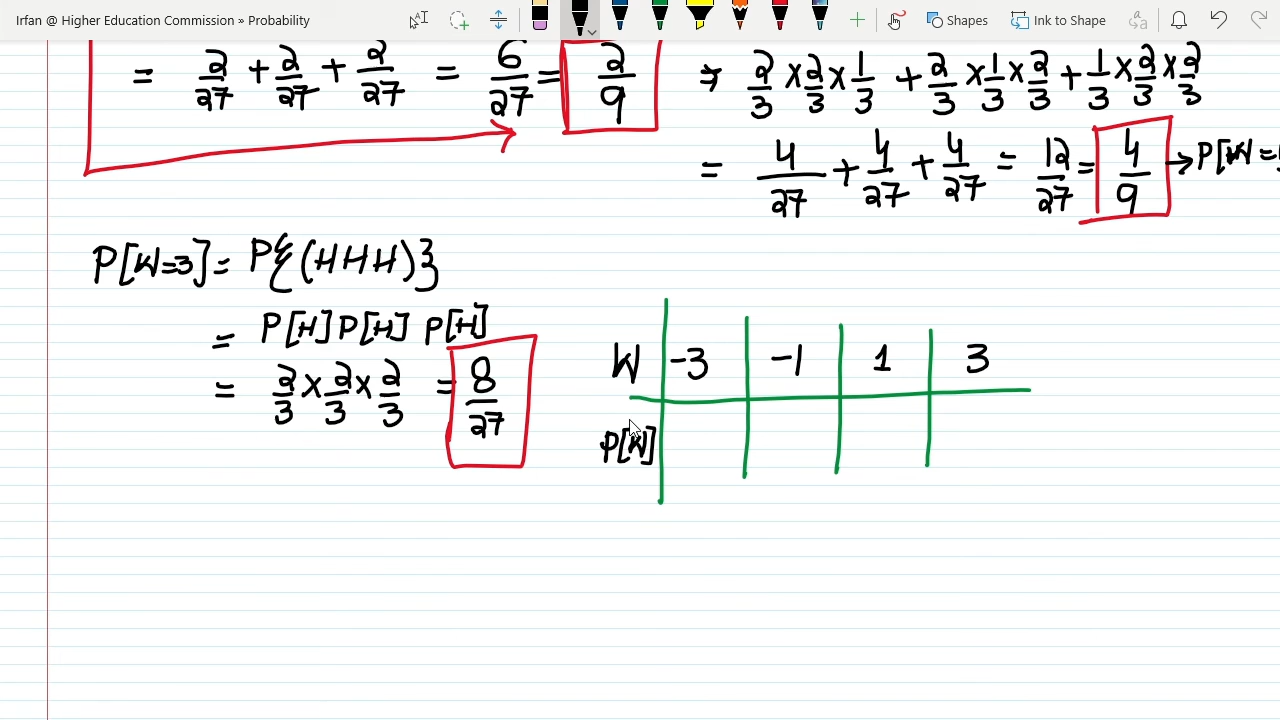 Irfan @ Higher Education Commission » Probability
Shapes
Ink to Shape
= 2/27 + 2/27 + 2/27 = 6/27 = 2/9
⇒ 2/3 × 2/3 × 1/3 + 2/3 × 1/3 × 2/3 + 1/3 × 2/3 × 2/3
= 4/27 + 4/27 + 4/27 = 12/27 = 4/9 → P[W=
P[W=3] = P{(HHH)}
= P[H] P[H] P[H]
= 2/3 × 2/3 × 2/3 = 8/27
W -3 -1 1 3
P[W]